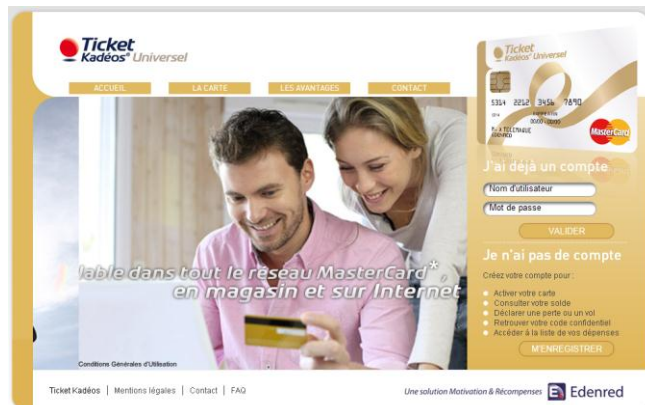 Ticket
Kadéos® Universel
ACCUEIL
LA CARTE
LES AVANTAGES
CONTACT
Ticket
Kadéos® Universel
5314 2212 3456 7890
00/00
EDENRED
MasterCard
J'ai déjà un compte
Nom d'utilisateur
Mot de passe
VALIDER
Je n'ai pas de compte
Créez votre compte pour :
Activer votre carte
Consulter votre solde
Déclarer une perte ou un vol
Retrouver votre code confidentiel
Accéder à la liste de vos dépenses
M'ENREGISTRER
lable dans tout le réseau MasterCard*,
en magasin et sur Internet
Conditions Générales d'Utilisation
Ticket Kadéos | Mentions légales | Contact | FAQ
Une solution Motivation & Récompenses
Edenred